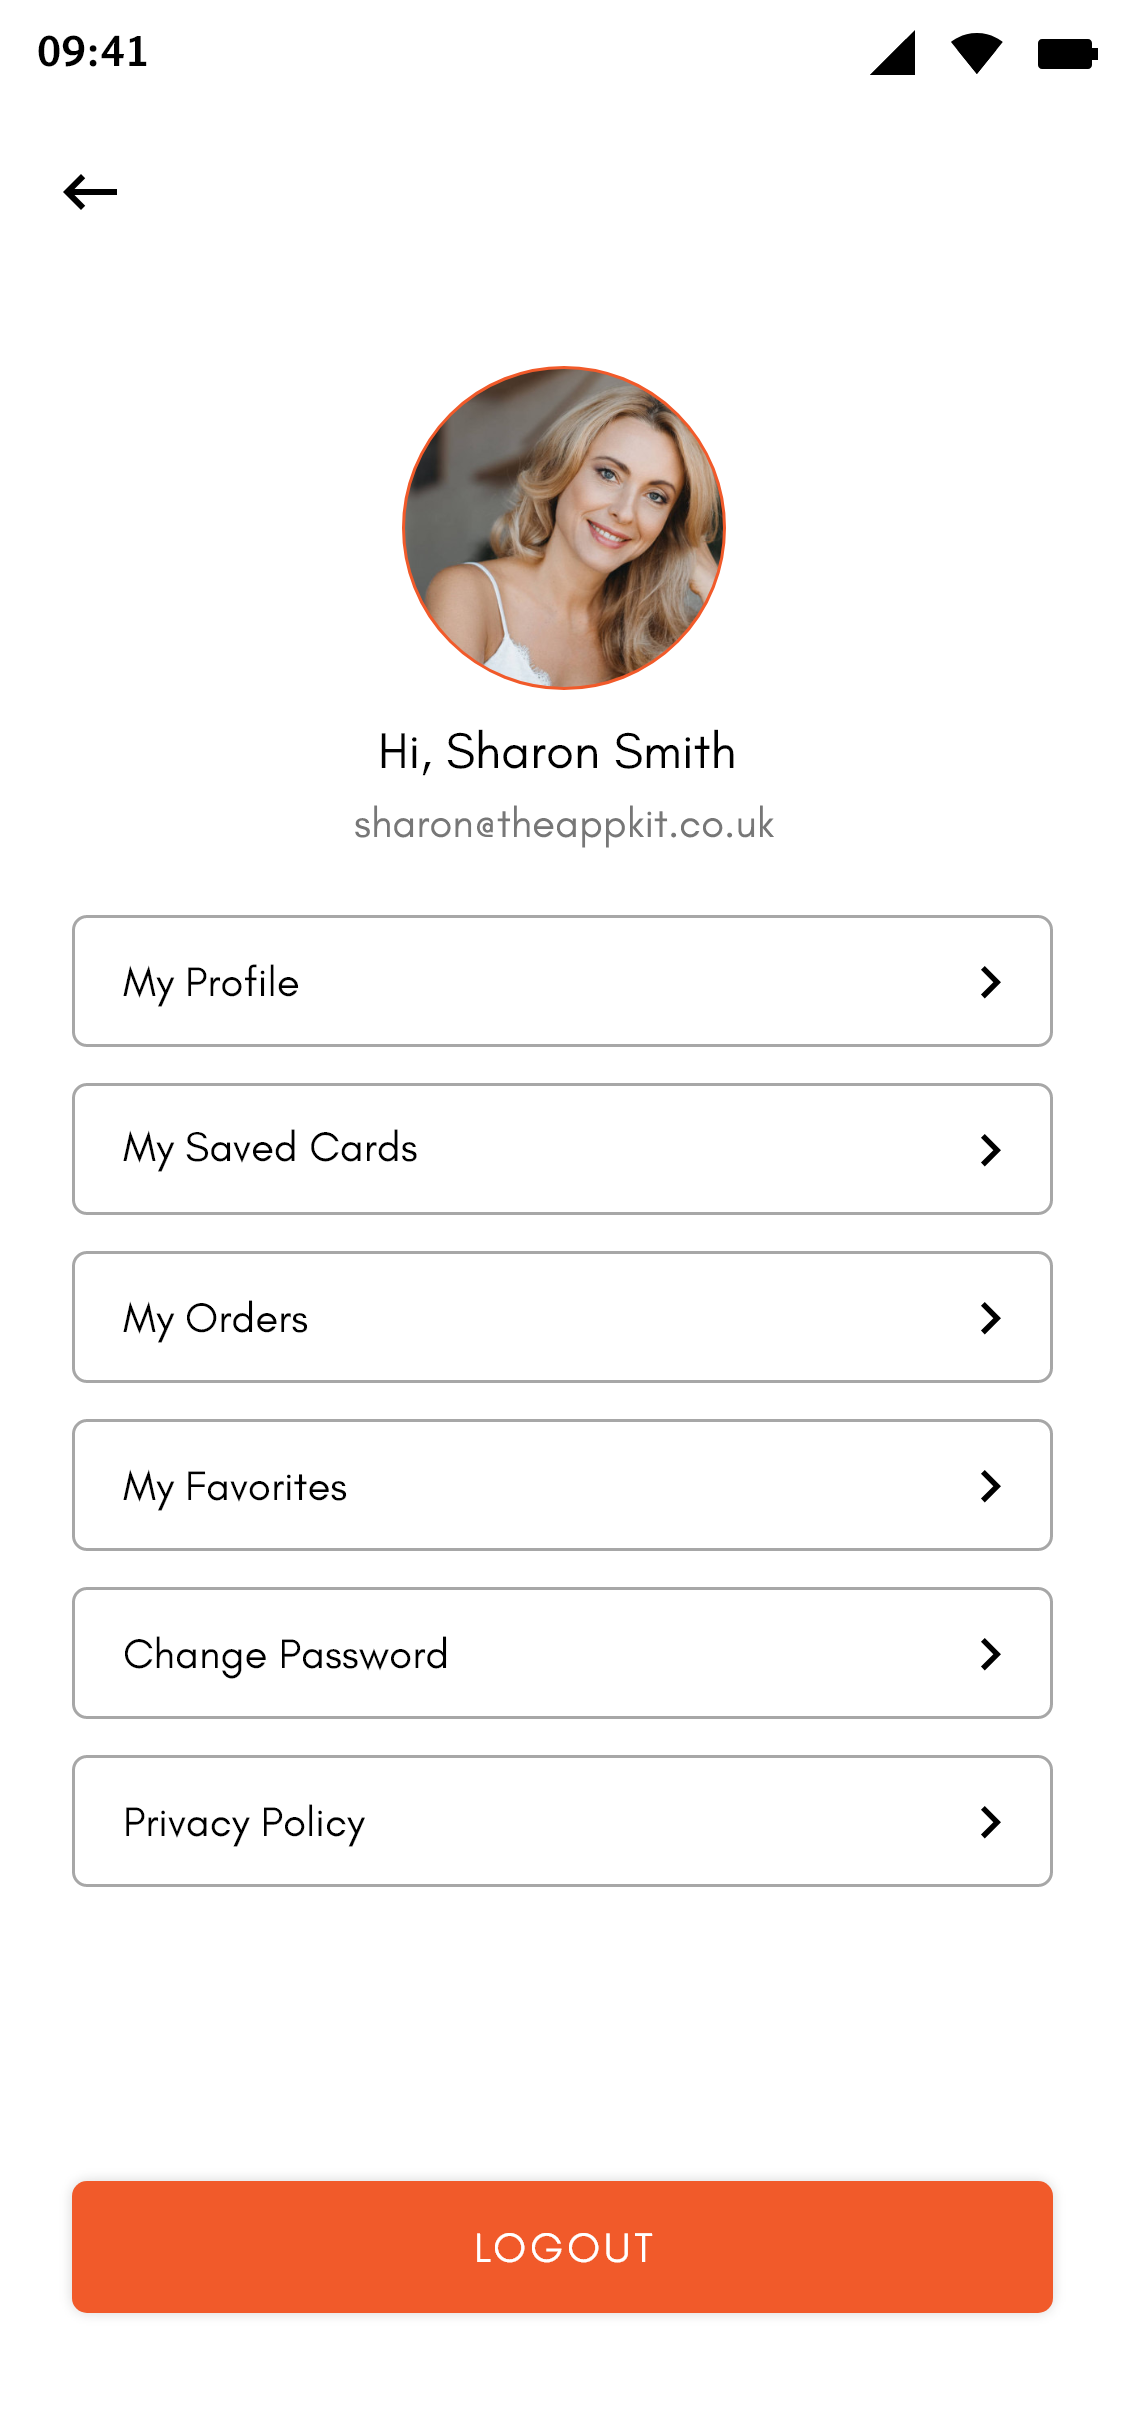 09:41
Hi, Sharon Smith
sharon@theappkit.co.uk
My Profile
My Saved Cards
My Orders
My Favorites
Change Password
Privacy Policy
LOGOUT